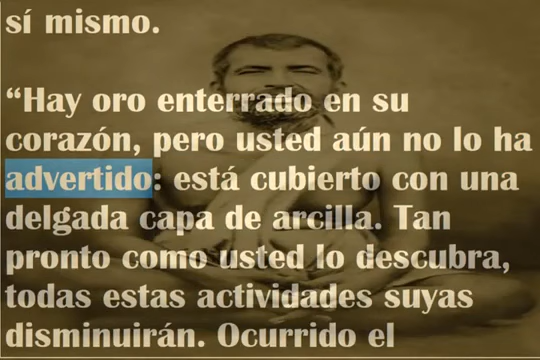 sí mismo.
“Hay oro enterrado en su
corazón, pero usted aún no lo ha
advertido: está cubierto con una
delgada capa de arcilla. Tan
pronto como usted lo descubra,
todas estas actividades suyas
disminuirán. Ocurrido el